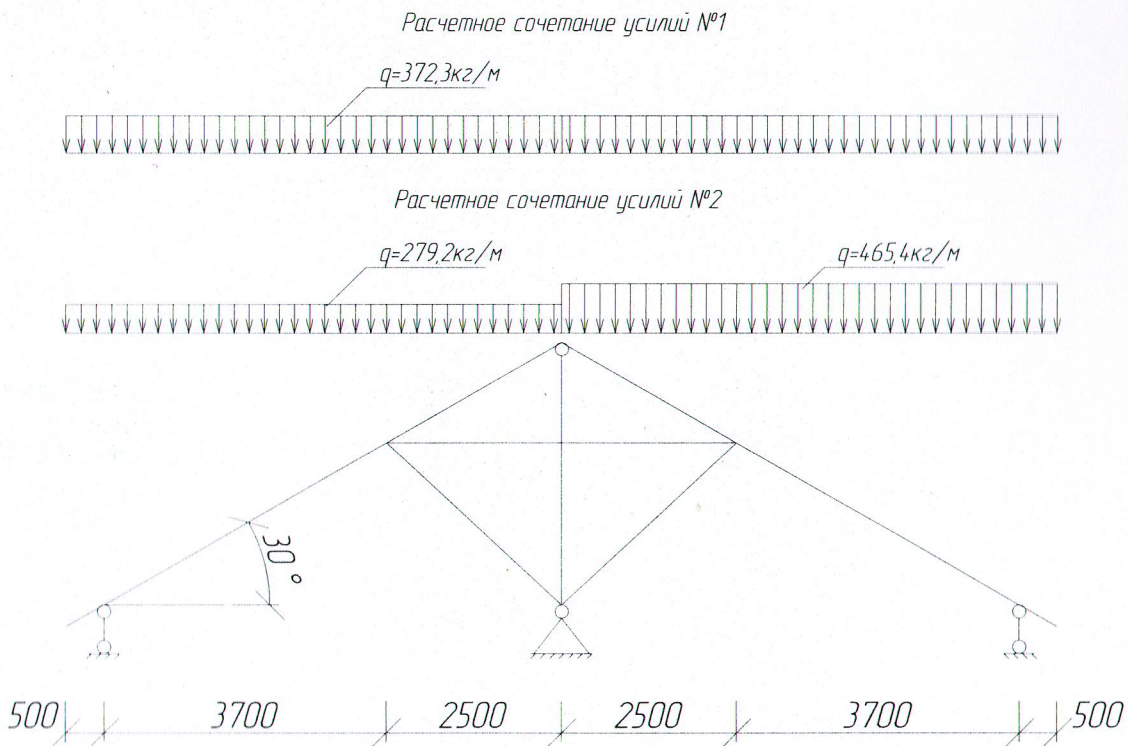 Расчетное сочетание усилий №1
q=372,3кг/м
Расчетное сочетание усилий №2
q=279,2кг/м
q=465,4кг/м
30°
500 3700 2500 2500 3700 500